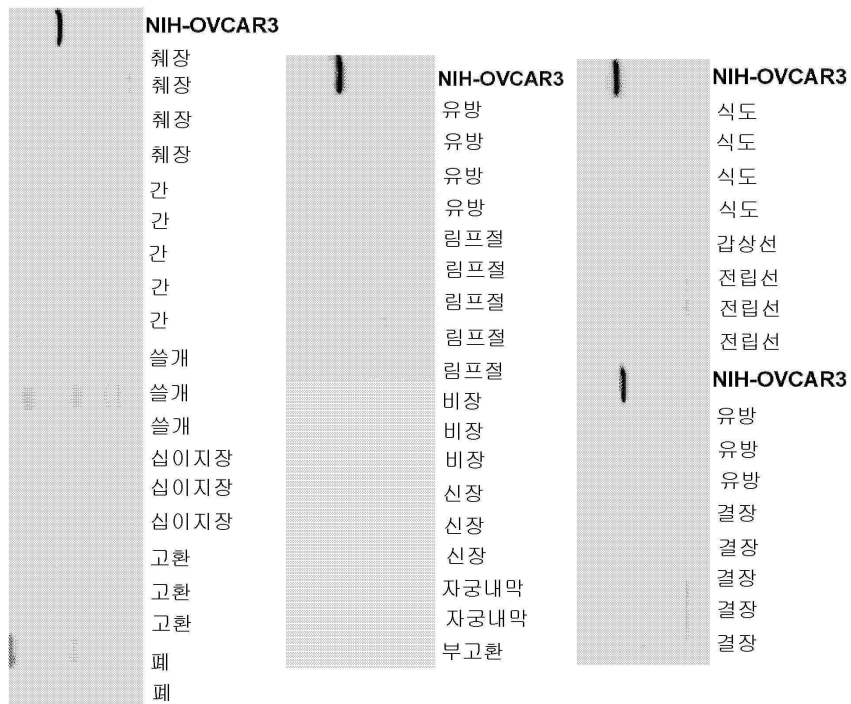 NIH-OVCAR3
췌장
췌장
췌장
췌장
간
간
간
간
간
쓸개
쓸개
쓸개
십이지장
십이지장
십이지장
고환
고환
고환
폐
폐
NIH-OVCAR3
유방
유방
유방
유방
림프절
림프절
림프절
림프절
림프절
비장
비장
비장
신장
신장
신장
자궁내막
자궁내막
부고환
NIH-OVCAR3
식도
식도
식도
식도
갑상선
전립선
전립선
전립선
NIH-OVCAR3
유방
유방
유방
결장
결장
결장
결장
결장